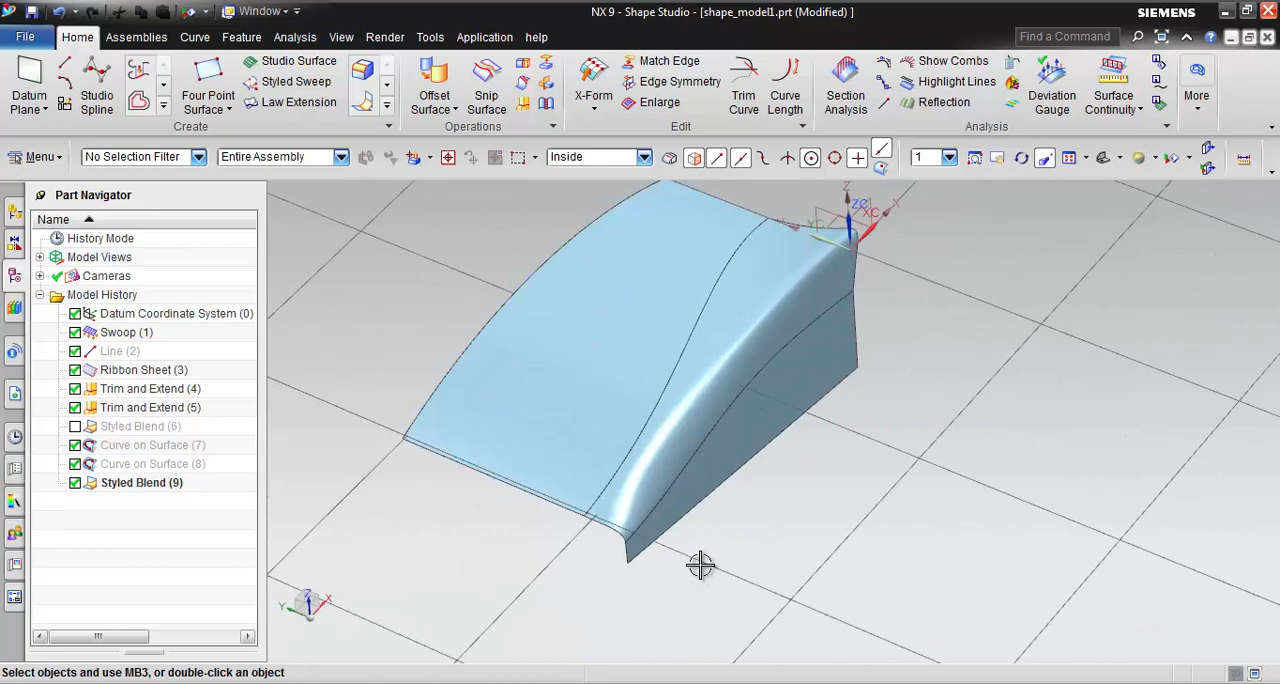 Window
NX 9 - Shape Studio - [shape_model1.prt (Modified) ]
SIEMENS
File Home Assemblies Curve Feature Analysis View Render Tools Application help
Find a Command
Datum Plane
Studio Spline
Four Point Surface
Studio Surface
Styled Sweep
Law Extension
Offset Surface
Snip Surface
X-Form
Match Edge
Edge Symmetry
Enlarge
Trim Curve
Curve Length
Section Analysis
Show Combs
Highlight Lines
Reflection
Deviation Gauge
Surface Continuity
More
Create Operations Edit Analysis
Menu No Selection Filter Entire Assembly Inside 1
Part Navigator
Name
History Mode
Model Views
Cameras
Model History
Datum Coordinate System (0)
Swoop (1)
Line (2)
Ribbon Sheet (3)
Trim and Extend (4)
Trim and Extend (5)
Styled Blend (6)
Curve on Surface (7)
Curve on Surface (8)
Styled Blend (9)
Z
ZC
X
XC
YC
Z
Y
X
Select objects and use MB3, or double-click an object